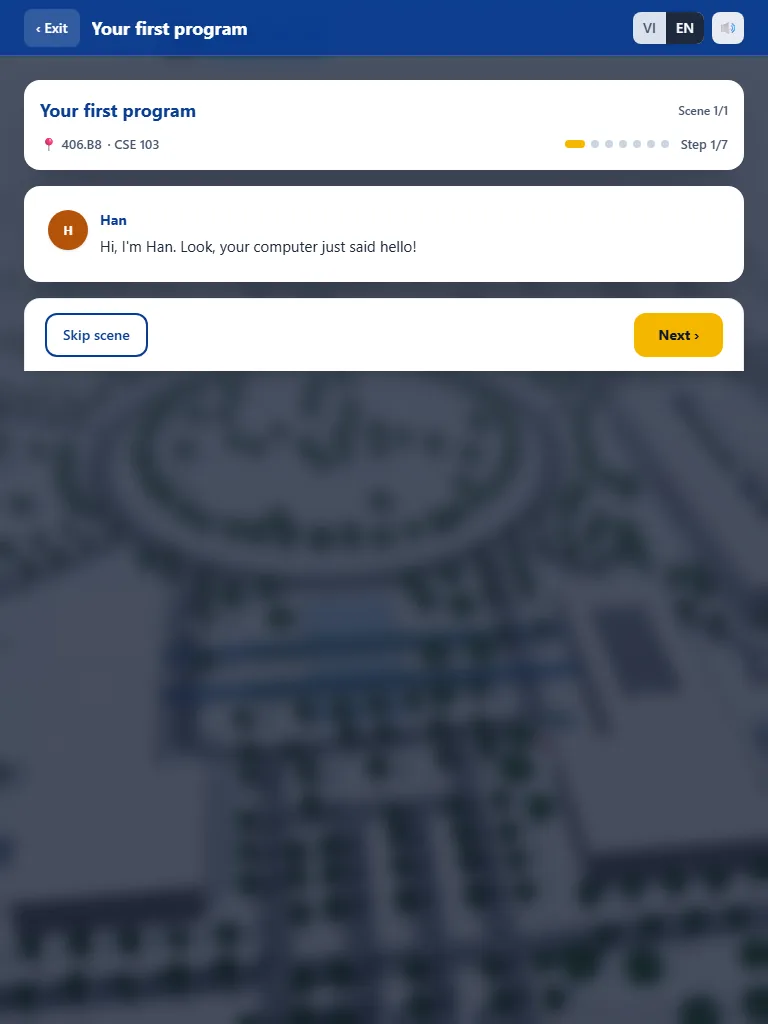 ‹ Exit
Your first program
VI
EN
Your first program
Scene 1/1
406.B8 · CSE 103
Step 1/7
H
Han
Hi, I'm Han. Look, your computer just said hello!
Skip scene
Next ›